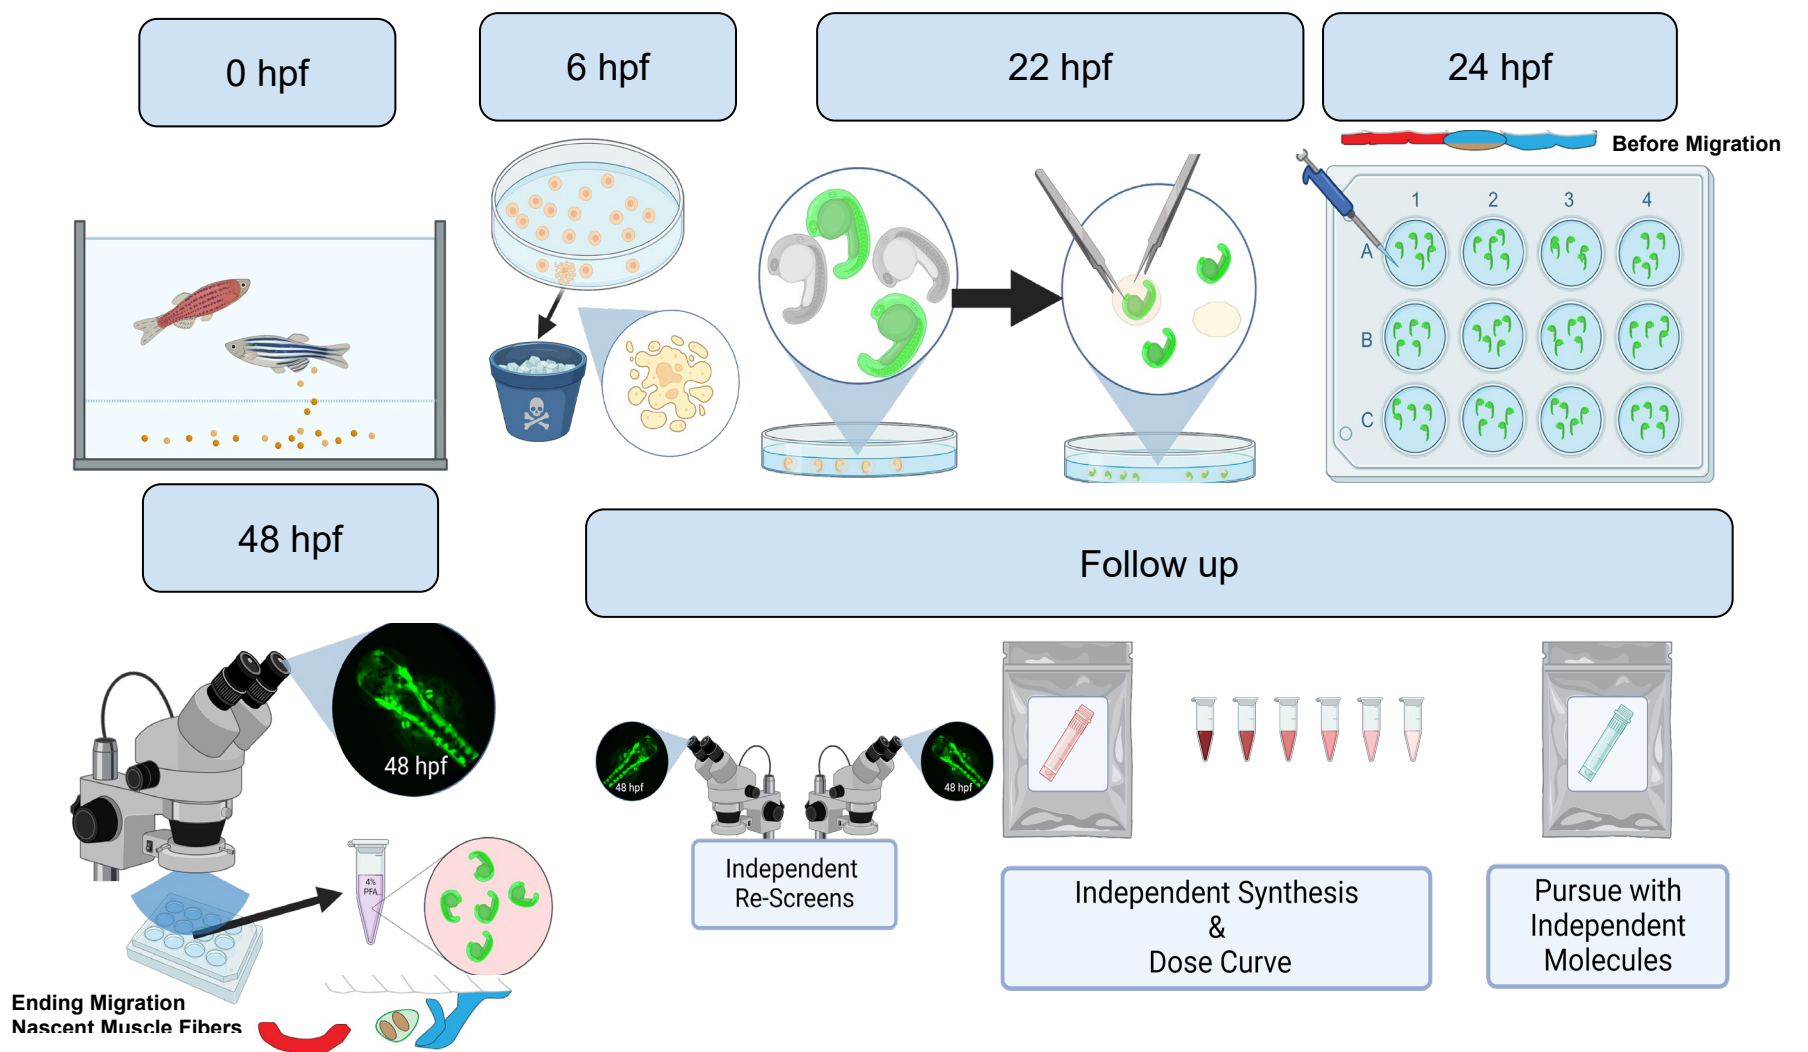 0 hpf
6 hpf
22 hpf
24 hpf
Before Migration
1 2 3 4
A
B
C
48 hpf
Follow up
48 hpf
4%
PFA
Ending Migration
Nascent Muscle Fibers
48 hpf
48 hpf
Independent
Re-Screens
Independent Synthesis
&
Dose Curve
Pursue with
Independent
Molecules